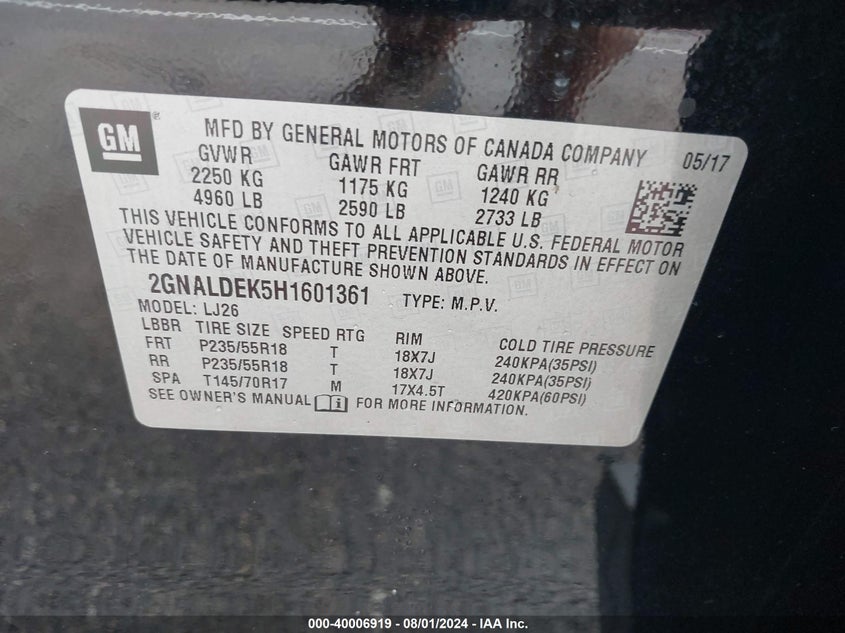 GM ®
MFD BY GENERAL MOTORS OF CANADA COMPANY 05/17
GVWR GAWR FRT GAWR RR
2250 KG 1175 KG 1240 KG
4960 LB 2590 LB 2733 LB
THIS VEHICLE CONFORMS TO ALL APPLICABLE U.S. FEDERAL MOTOR
VEHICLE SAFETY AND THEFT PREVENTION STANDARDS IN EFFECT ON
THE DATE OF MANUFACTURE SHOWN ABOVE.
2GNALDEK5H1601361 TYPE: M.P.V.
MODEL: LJ26
LBBR TIRE SIZE SPEED RTG RIM COLD TIRE PRESSURE
FRT P235/55R18 T 18X7J 240KPA(35PSI)
RR P235/55R18 T 18X7J 240KPA(35PSI)
SPA T145/70R17 M 17X4.5T 420KPA(60PSI)
SEE OWNER'S MANUAL FOR MORE INFORMATION.
000-40006919 - 08/01/2024 - IAA Inc.